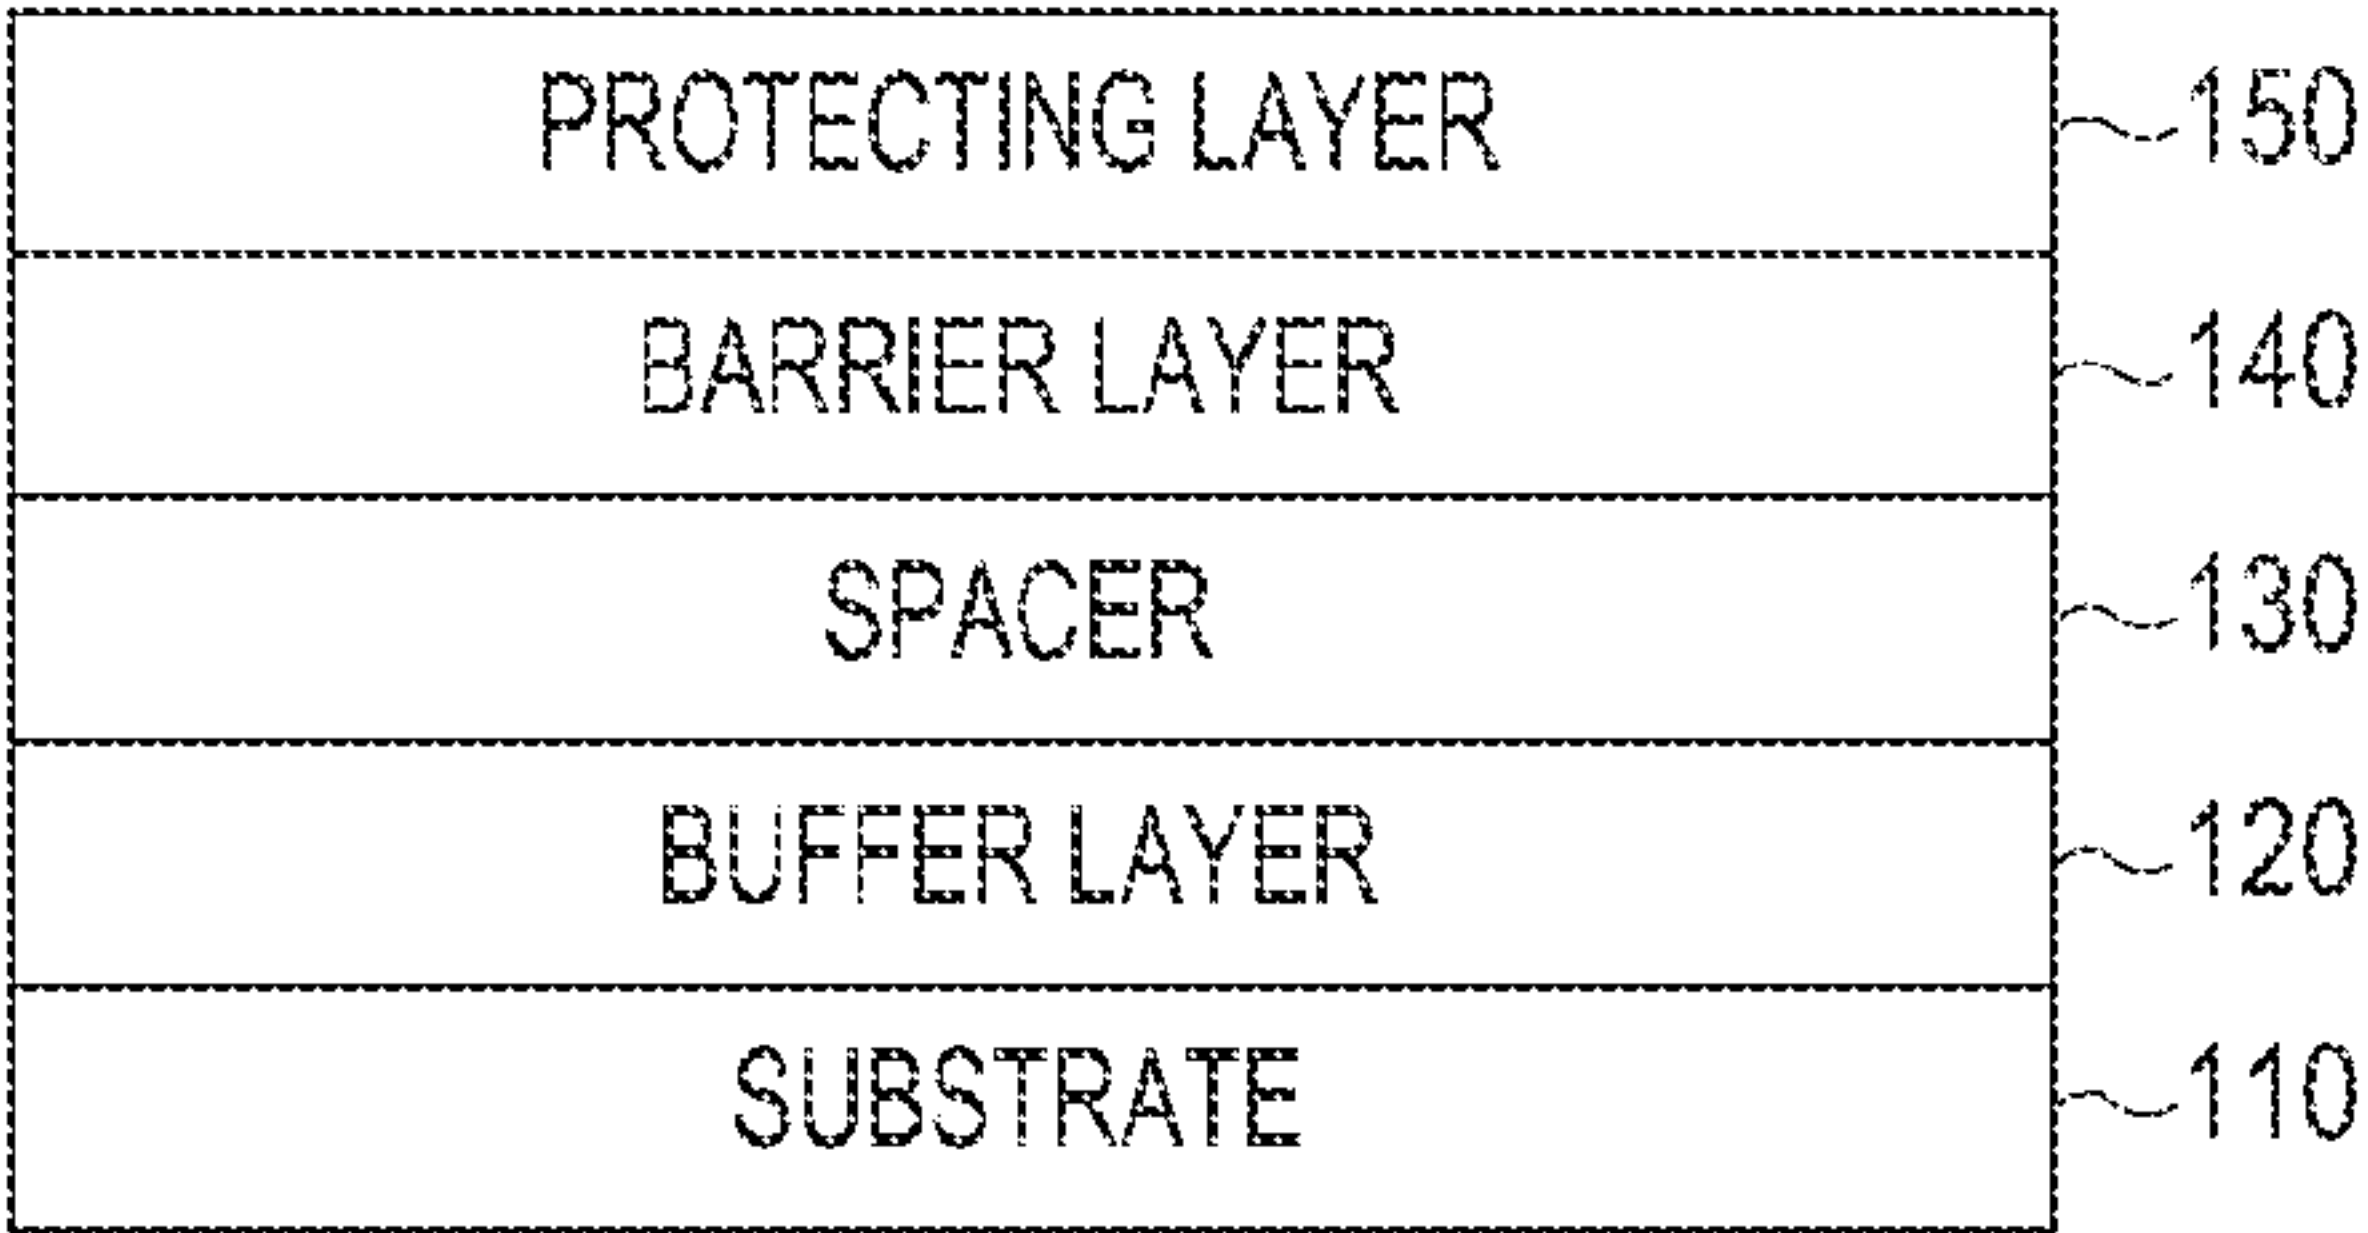 PROTECTING LAYER 150
BARRIER LAYER 140
SPACER 130
BUFFER LAYER 120
SUBSTRATE 110